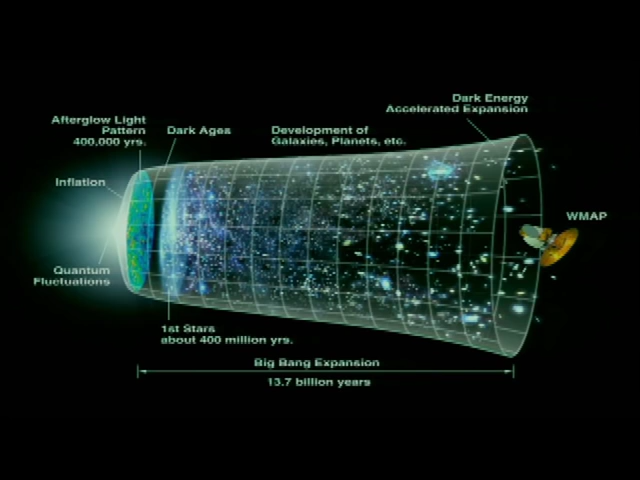 Dark Energy
Accelerated Expansion
Afterglow Light
Pattern
400,000 yrs.
Dark Ages
Development of
Galaxies, Planets, etc.
Inflation
WMAP
Quantum
Fluctuations
1st Stars
about 400 million yrs.
Big Bang Expansion
13.7 billion years